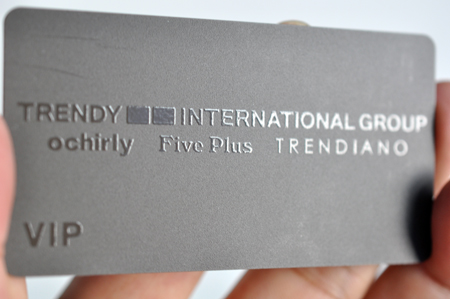 TRENDY INTERNATIONAL GROUP
ochirly Five Plus TRENDIANO
VIP